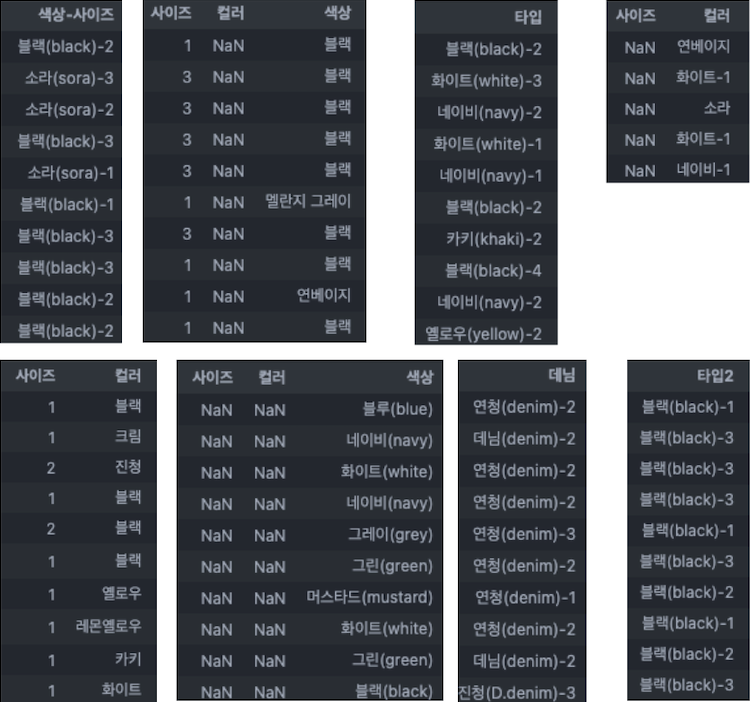 색상-사이즈
블랙(black)-2
소라(sora)-3
소라(sora)-2
블랙(black)-3
소라(sora)-1
블랙(black)-1
블랙(black)-3
블랙(black)-3
블랙(black)-2
블랙(black)-2
사이즈 컬러 색상
1 NaN 블랙
3 NaN 블랙
3 NaN 블랙
3 NaN 블랙
3 NaN 블랙
1 NaN 멜란지 그레이
3 NaN 블랙
1 NaN 블랙
1 NaN 연베이지
1 NaN 블랙
타입
블랙(black)-2
화이트(white)-3
네이비(navy)-2
화이트(white)-1
네이비(navy)-1
블랙(black)-2
카키(khaki)-2
블랙(black)-4
네이비(navy)-2
옐로우(yellow)-2
사이즈 컬러
NaN 연베이지
NaN 화이트-1
NaN 소라
NaN 화이트-1
NaN 네이비-1
사이즈 컬러
1 블랙
1 크림
2 진청
1 블랙
2 블랙
1 블랙
1 옐로우
1 레몬옐로우
1 카키
1 화이트
사이즈 컬러 색상
NaN NaN 블루(blue)
NaN NaN 네이비(navy)
NaN NaN 화이트(white)
NaN NaN 네이비(navy)
NaN NaN 그레이(grey)
NaN NaN 그린(green)
NaN NaN 머스타드(mustard)
NaN NaN 화이트(white)
NaN NaN 그린(green)
NaN NaN 블랙(black)
데님
연청(denim)-2
데님(denim)-2
연청(denim)-2
연청(denim)-2
연청(denim)-3
연청(denim)-2
연청(denim)-1
연청(denim)-2
데님(denim)-2
진청(D.denim)-3
타입2
블랙(black)-1
블랙(black)-3
블랙(black)-3
블랙(black)-3
블랙(black)-1
블랙(black)-3
블랙(black)-2
블랙(black)-1
블랙(black)-2
블랙(black)-3